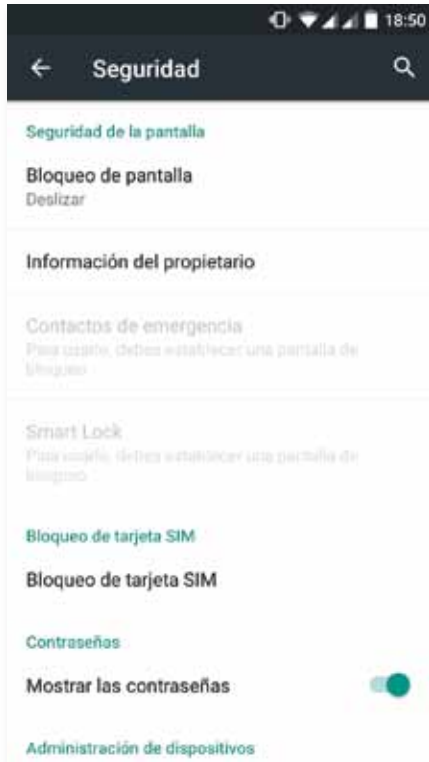 18:50
Seguridad
Seguridad de la pantalla
Bloqueo de pantalla
Deslizar
Información del propietario
Contactos de emergencia
Para usarlo, debes establecer una pantalla de
bloqueo
Smart Lock
Para usarlo, debes establecer una pantalla de
bloqueo
Bloqueo de tarjeta SIM
Bloqueo de tarjeta SIM
Contraseñas
Mostrar las contraseñas
Administración de dispositivos